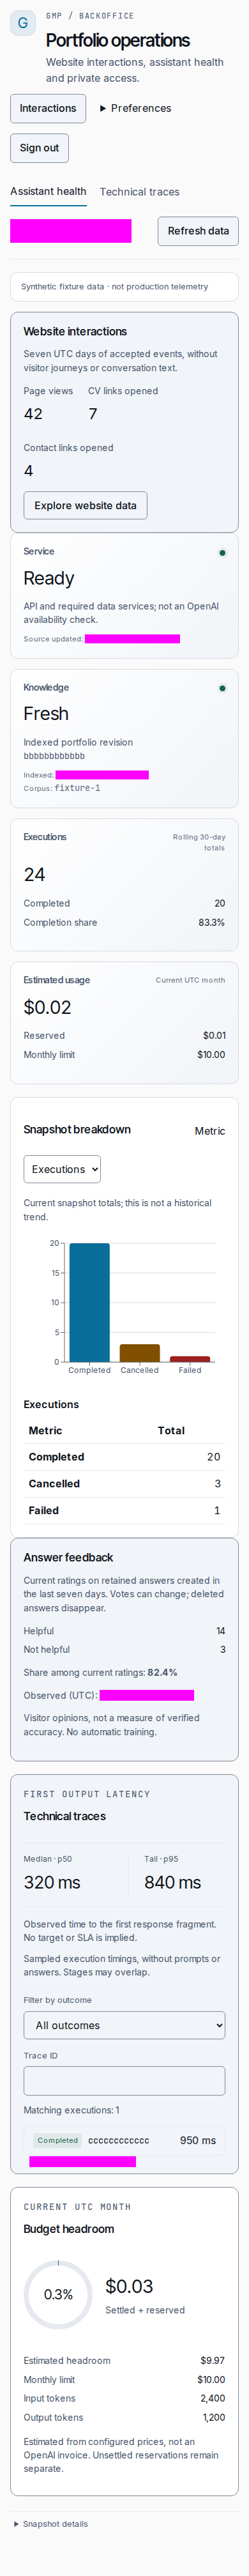 G
GMP / BACKOFFICE
Portfolio operations
Website interactions, assistant health
and private access.
Interactions
▶ Preferences
Sign out
Assistant health
Technical traces
Refresh data
Synthetic fixture data · not production telemetry
Website interactions
Seven UTC days of accepted events, without
visitor journeys or conversation text.
Page views CV links opened
42 7
Contact links opened
4
Explore website data
Service
Ready
API and required data services; not an OpenAI
availability check.
Source updated:
Knowledge
Fresh
Indexed portfolio revision
bbbbbbbbbbbb
Indexed:
Corpus: fixture-1
Executions Rolling 30-day
totals
24
Completed 20
Completion share 83.3%
Estimated usage Current UTC month
$0.02
Reserved $0.01
Monthly limit $10.00
Snapshot breakdown Metric
Executions
Current snapshot totals; this is not a historical
trend.
20
15
10
5
0
Completed Cancelled Failed
Executions
Metric Total
Completed 20
Cancelled 3
Failed 1
Answer feedback
Current ratings on retained answers created in
the last seven days. Votes can change; deleted
answers disappear.
Helpful 14
Not helpful 3
Share among current ratings: 82.4%
Observed (UTC):
Visitor opinions, not a measure of verified
accuracy. No automatic training.
FIRST OUTPUT LATENCY
Technical traces
Median · p50 Tail · p95
320 ms 840 ms
Observed time to the first response fragment.
No target or SLA is implied.
Sampled execution timings, without prompts or
answers. Stages may overlap.
Filter by outcome
All outcomes
Trace ID
Matching executions: 1
Completed cccccccccccc 950 ms
CURRENT UTC MONTH
Budget headroom
0.3%
$0.03
Settled + reserved
Estimated headroom $9.97
Monthly limit $10.00
Input tokens 2,400
Output tokens 1,200
Estimated from configured prices, not an
OpenAI invoice. Unsettled reservations remain
separate.
▶ Snapshot details